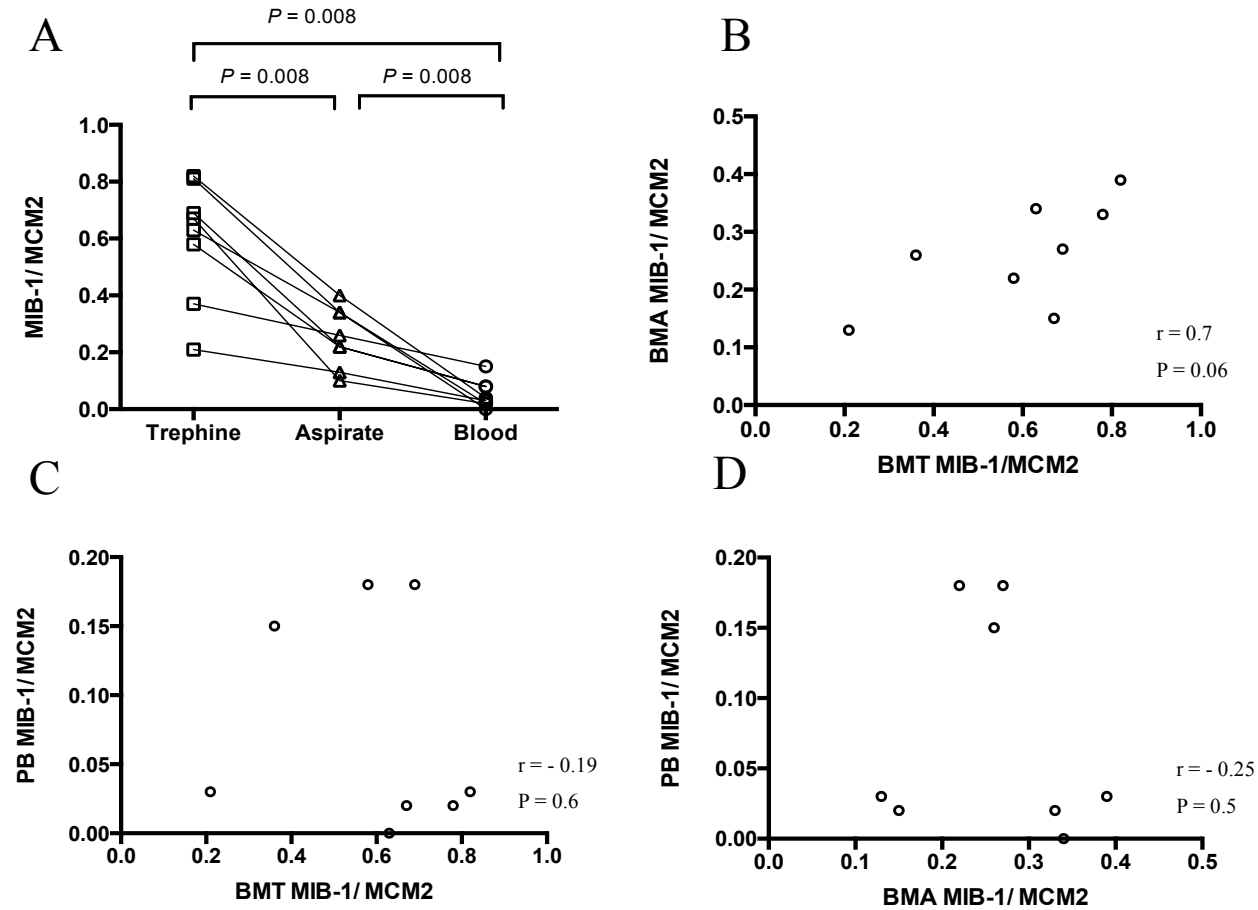 A
P = 0.008
P = 0.008
P = 0.008
MIB-1/ MCM2
1.0
0.8
0.6
0.4
0.2
0.0
Trephine
Aspirate
Blood
B
BMA MIB-1/ MCM2
0.5
0.4
0.3
0.2
0.1
0.0
0.0
0.2
0.4
0.6
0.8
1.0
r = 0.7
P = 0.06
BMT MIB-1/MCM2
C
PB MIB-1/ MCM2
0.20
0.15
0.10
0.05
0.00
0.0
0.2
0.4
0.6
0.8
1.0
r = - 0.19
P = 0.6
BMT MIB-1/ MCM2
D
PB MIB-1/ MCM2
0.20
0.15
0.10
0.05
0.00
0.0
0.1
0.2
0.3
0.4
0.5
r = - 0.25
P = 0.5
BMA MIB-1/ MCM2